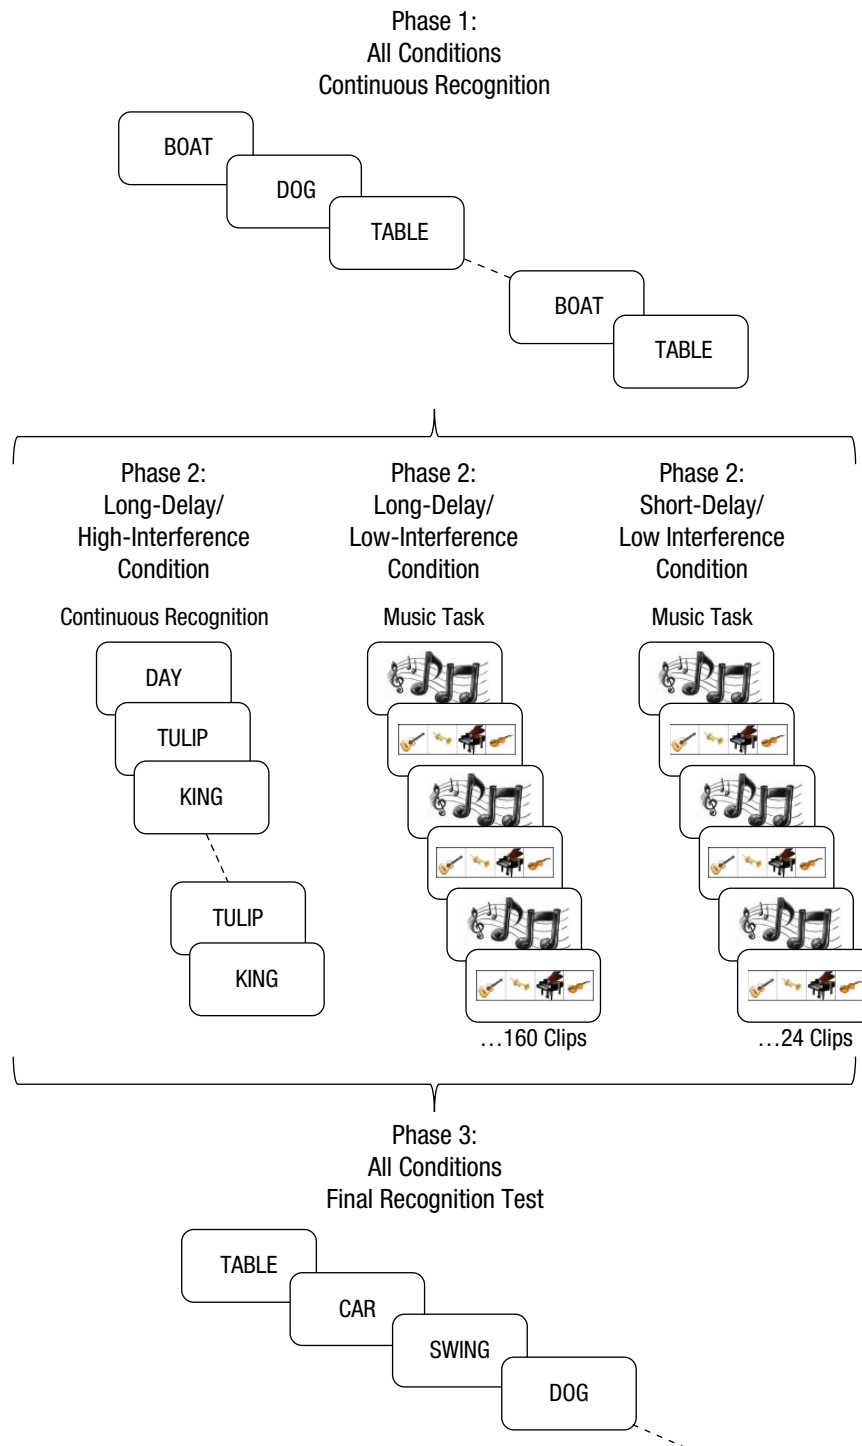 Phase 1:
All Conditions
Continuous Recognition
BOAT
DOG
TABLE
BOAT
TABLE
Phase 2:
Long-Delay/
High-Interference
Condition
Continuous Recognition
DAY
TULIP
KING
TULIP
KING
Phase 2:
Long-Delay/
Low-Interference
Condition
Music Task
...160 Clips
Phase 2:
Short-Delay/
Low Interference
Condition
Music Task
...24 Clips
Phase 3:
All Conditions
Final Recognition Test
TABLE
CAR
SWING
DOG